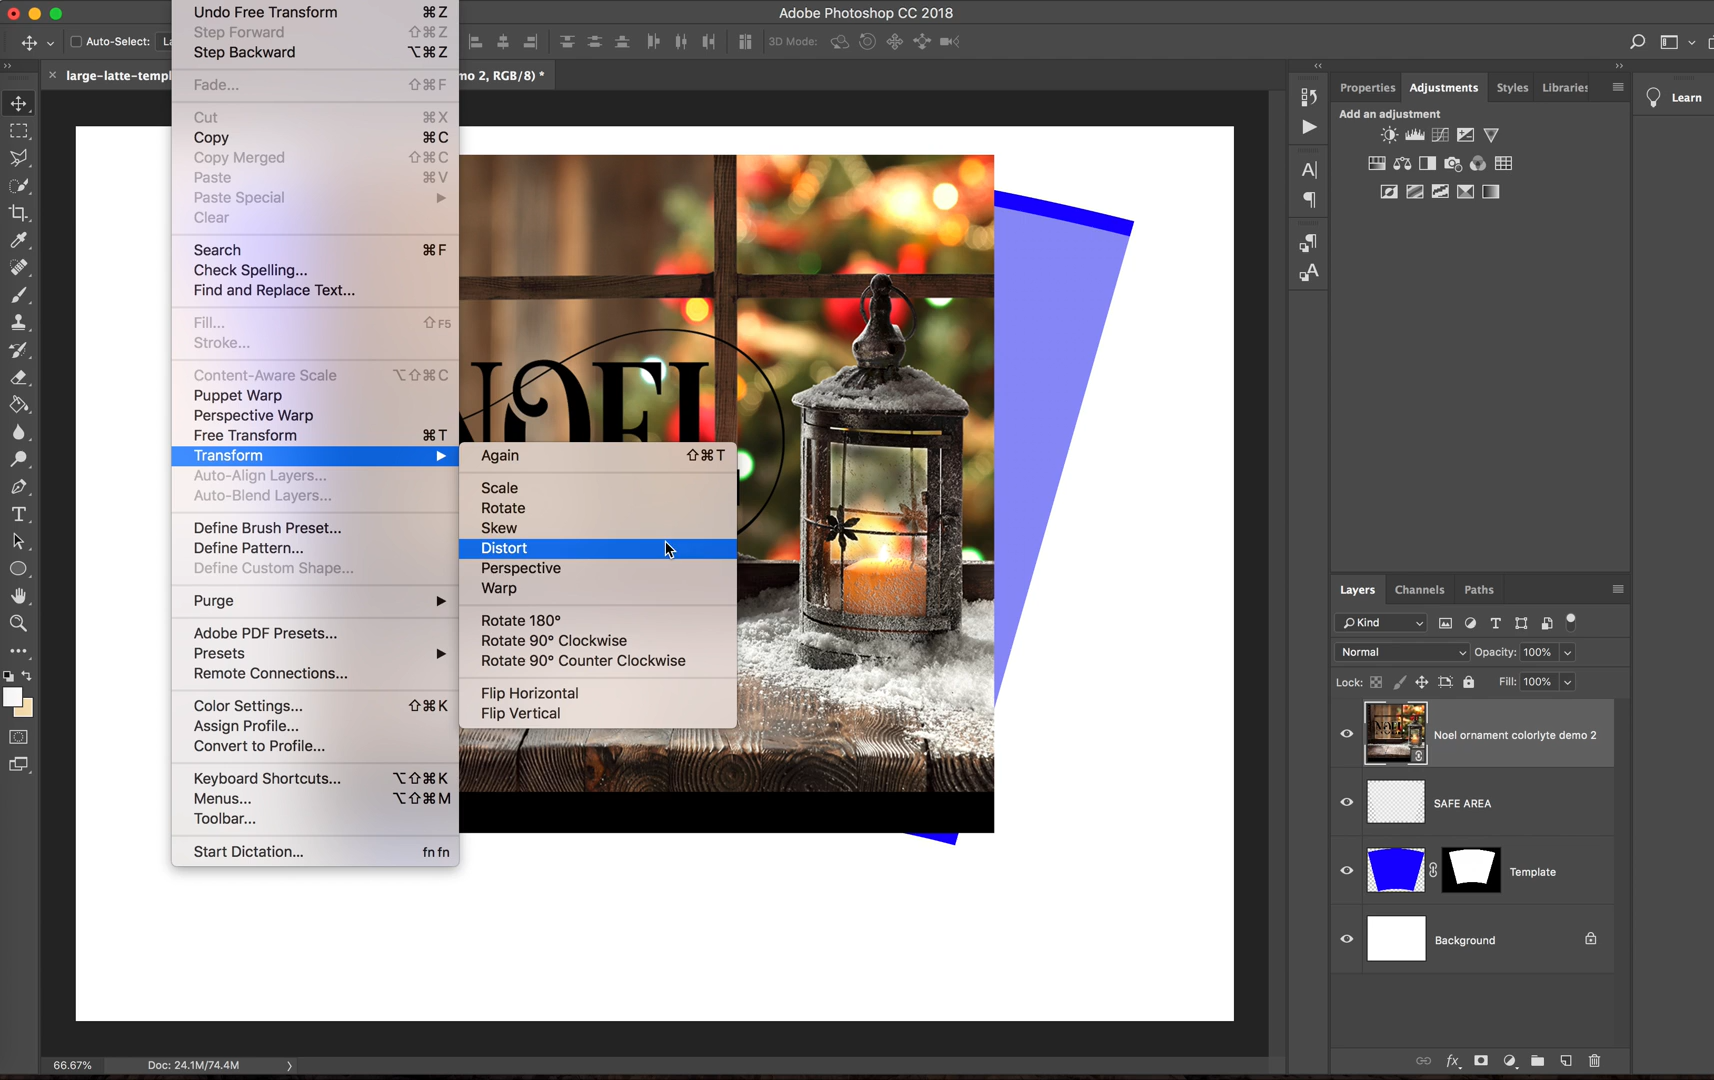 Adobe Photoshop CC 2018
Undo Free Transform ⌘Z
Step Forward ⇧⌘Z
Step Backward ⌥⌘Z
Fade... ⇧⌘F
Cut ⌘X
Copy ⌘C
Copy Merged ⇧⌘C
Paste ⌘V
Paste Special
Clear
Search ⌘F
Check Spelling...
Find and Replace Text...
Fill... ⇧F5
Stroke...
Content-Aware Scale ⌥⇧⌘C
Puppet Warp
Perspective Warp
Free Transform ⌘T
Transform
Auto-Align Layers...
Auto-Blend Layers...
Define Brush Preset...
Define Pattern...
Define Custom Shape...
Purge
Adobe PDF Presets...
Presets
Remote Connections...
Color Settings... ⇧⌘K
Assign Profile...
Convert to Profile...
Keyboard Shortcuts... ⌥⇧⌘K
Menus... ⌥⇧⌘M
Toolbar...
Start Dictation... fn fn
Again ⇧⌘T
Scale
Rotate
Skew
Distort
Perspective
Warp
Rotate 180°
Rotate 90° Clockwise
Rotate 90° Counter Clockwise
Flip Horizontal
Flip Vertical
Auto-Select: La
3D Mode:
large-latte-templ mo 2, RGB/8) *
NOEL
Properties Adjustments Styles Libraries
Learn
Add an adjustment
Layers Channels Paths
Kind
Normal Opacity: 100%
Lock: Fill: 100%
Noel ornament colorlyte demo 2
SAFE AREA
Template
Background
66.67% Doc: 24.1M/74.4M